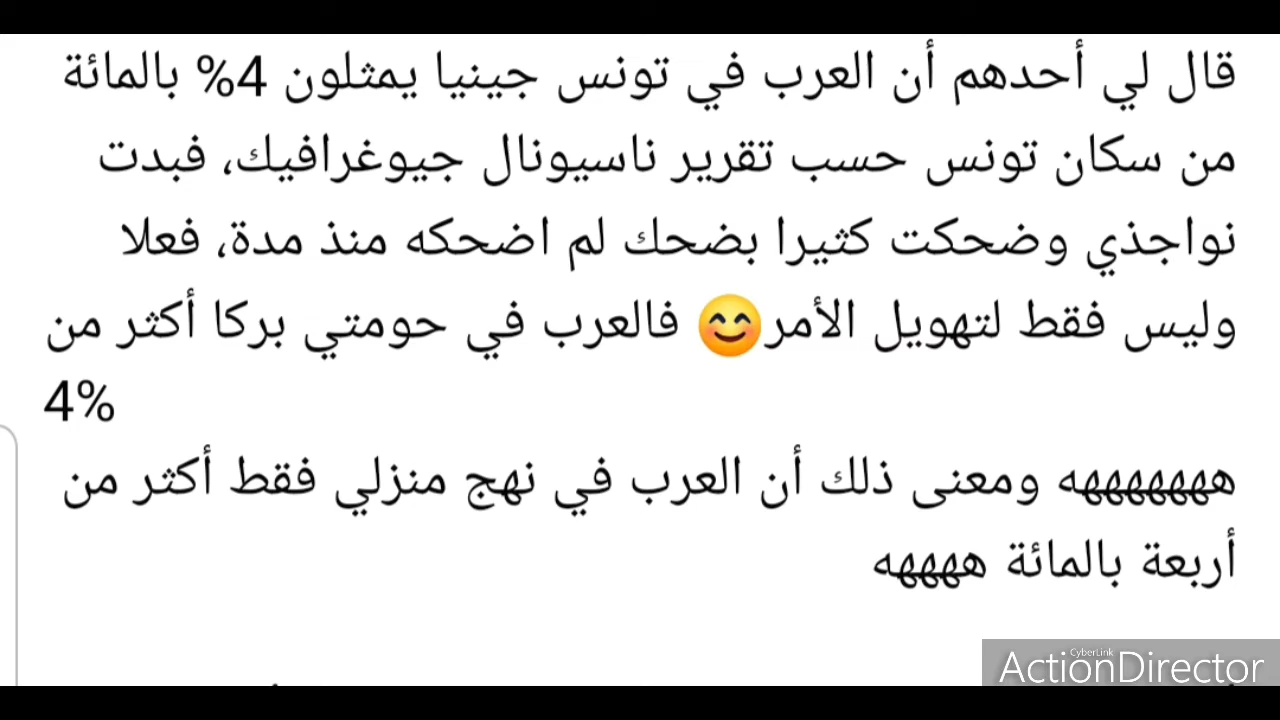 قال لي أحدهم أن العرب في تونس جينيا يمثلون 4% بالمائة
من سكان تونس حسب تقرير ناسيونال جيوغرافيك، فبدت
نواجذي وضحكت كثيرا بضحك لم اضحكه منذ مدة، فعلا
وليس فقط لتهويل الأمر😊 فالعرب في حومتي بركا أكثر من
4%
هههههههه ومعنى ذلك أن العرب في نهج منزلي فقط أكثر من
أربعة بالمائة ههههه
CyberLink
ActionDirector